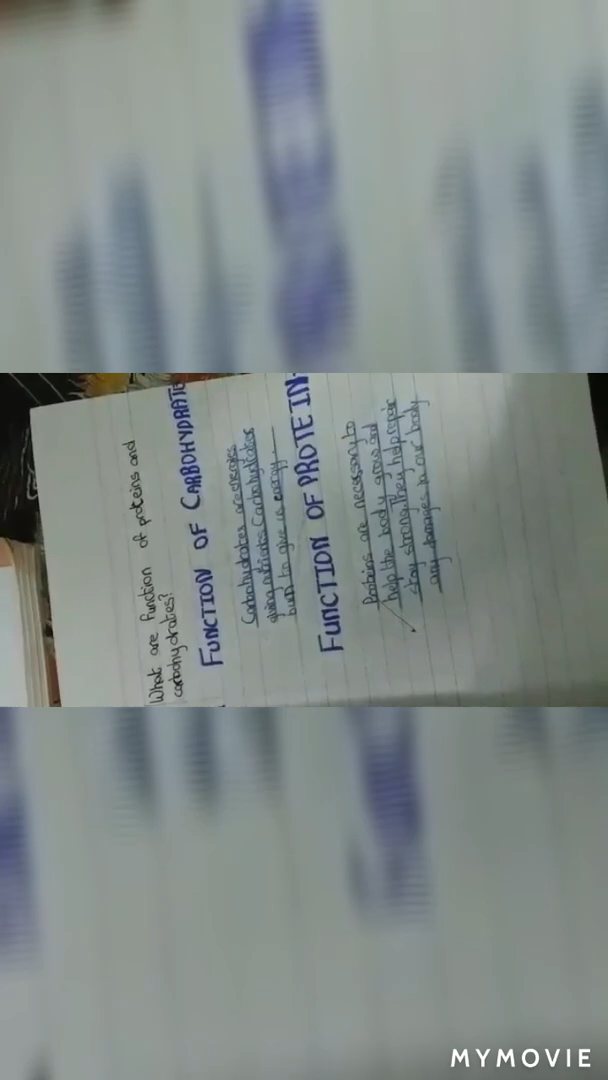 What are function of proteins and
carbohydraties?
FUNCTION OF CARBOHYDRATE
Carbohydrates are energies
giving nutrients. Carbohydrates
burn to give us energy.
FUNCTION OF PROTEIN-
Proteins are necessary to
help the body grow and
stay strong. They help repair
any damages in our body
MYMOVIE